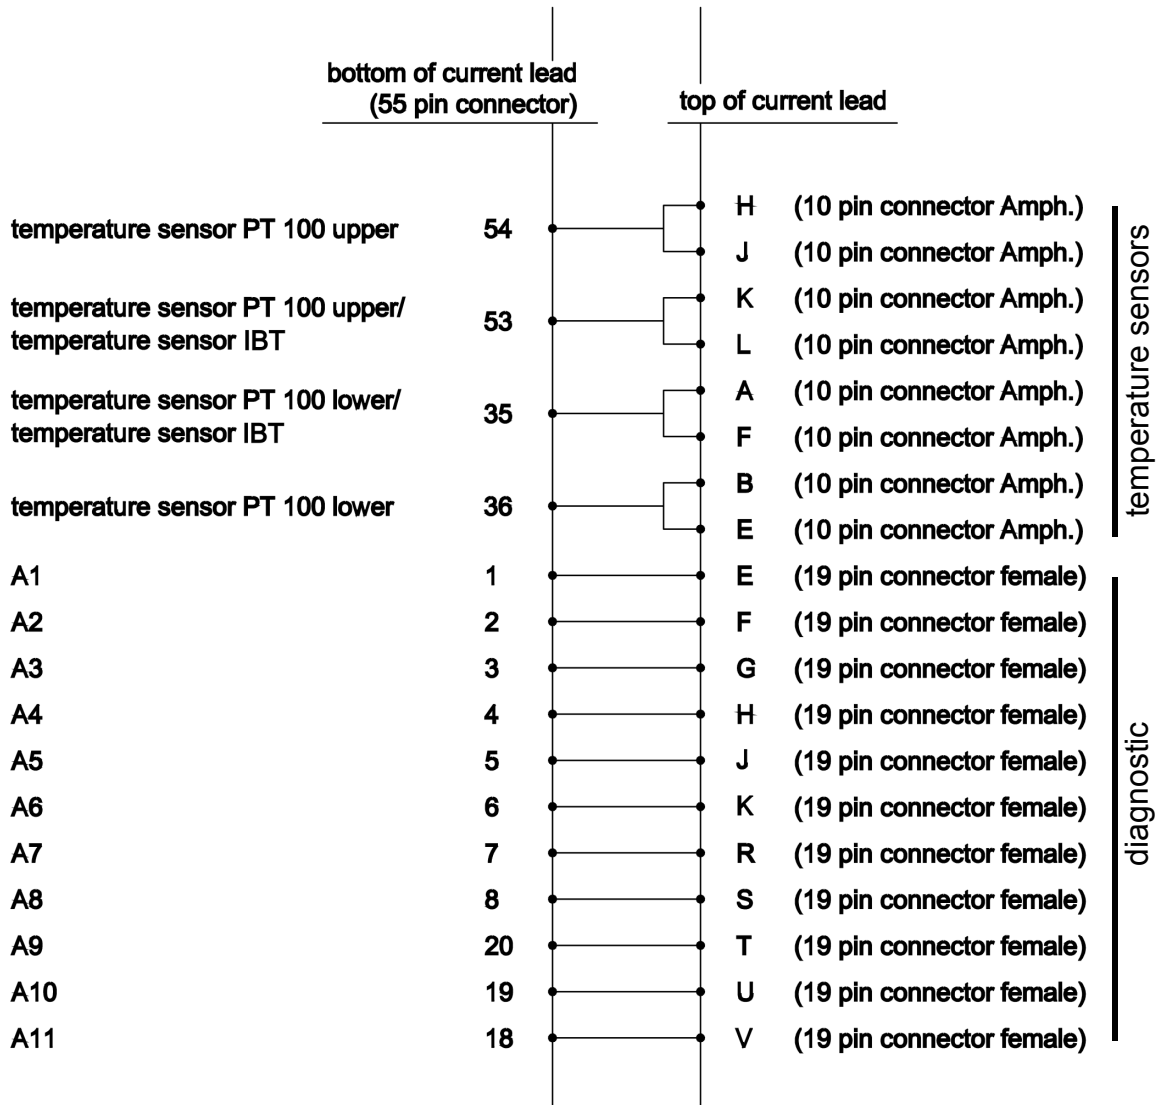 bottom of current lead
(55 pin connector)
top of current lead
temperature sensor PT 100 upper 54 H (10 pin connector Amph.)
J (10 pin connector Amph.)
temperature sensor PT 100 upper/
temperature sensor IBT 53 K (10 pin connector Amph.)
L (10 pin connector Amph.)
temperature sensor PT 100 lower/
temperature sensor IBT 35 A (10 pin connector Amph.)
F (10 pin connector Amph.)
temperature sensor PT 100 lower 36 B (10 pin connector Amph.)
E (10 pin connector Amph.)
temperature sensors
A1 1 E (19 pin connector female)
A2 2 F (19 pin connector female)
A3 3 G (19 pin connector female)
A4 4 H (19 pin connector female)
A5 5 J (19 pin connector female)
A6 6 K (19 pin connector female)
A7 7 R (19 pin connector female)
A8 8 S (19 pin connector female)
A9 20 T (19 pin connector female)
A10 19 U (19 pin connector female)
A11 18 V (19 pin connector female)
diagnostic